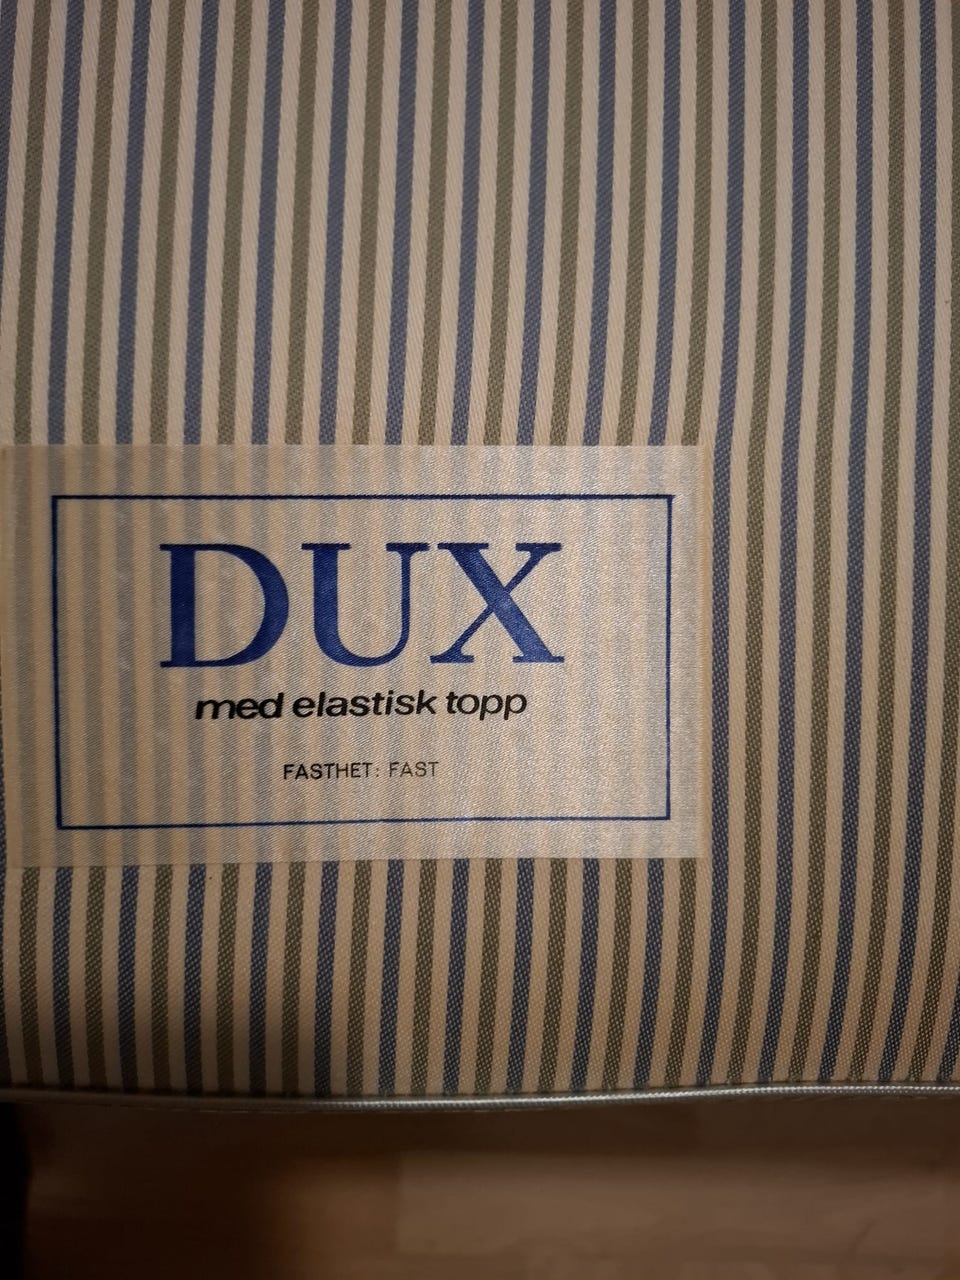 DUX
med elastisk topp
FASTHET: FAST